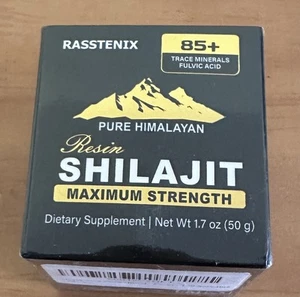 RASSTENIX
85+
TRACE MINERALS
FULVIC ACID
PURE HIMALAYAN
Resin
SHILAJIT
MAXIMUM STRENGTH
Dietary Supplement | Net Wt 1.7 oz (50 g)